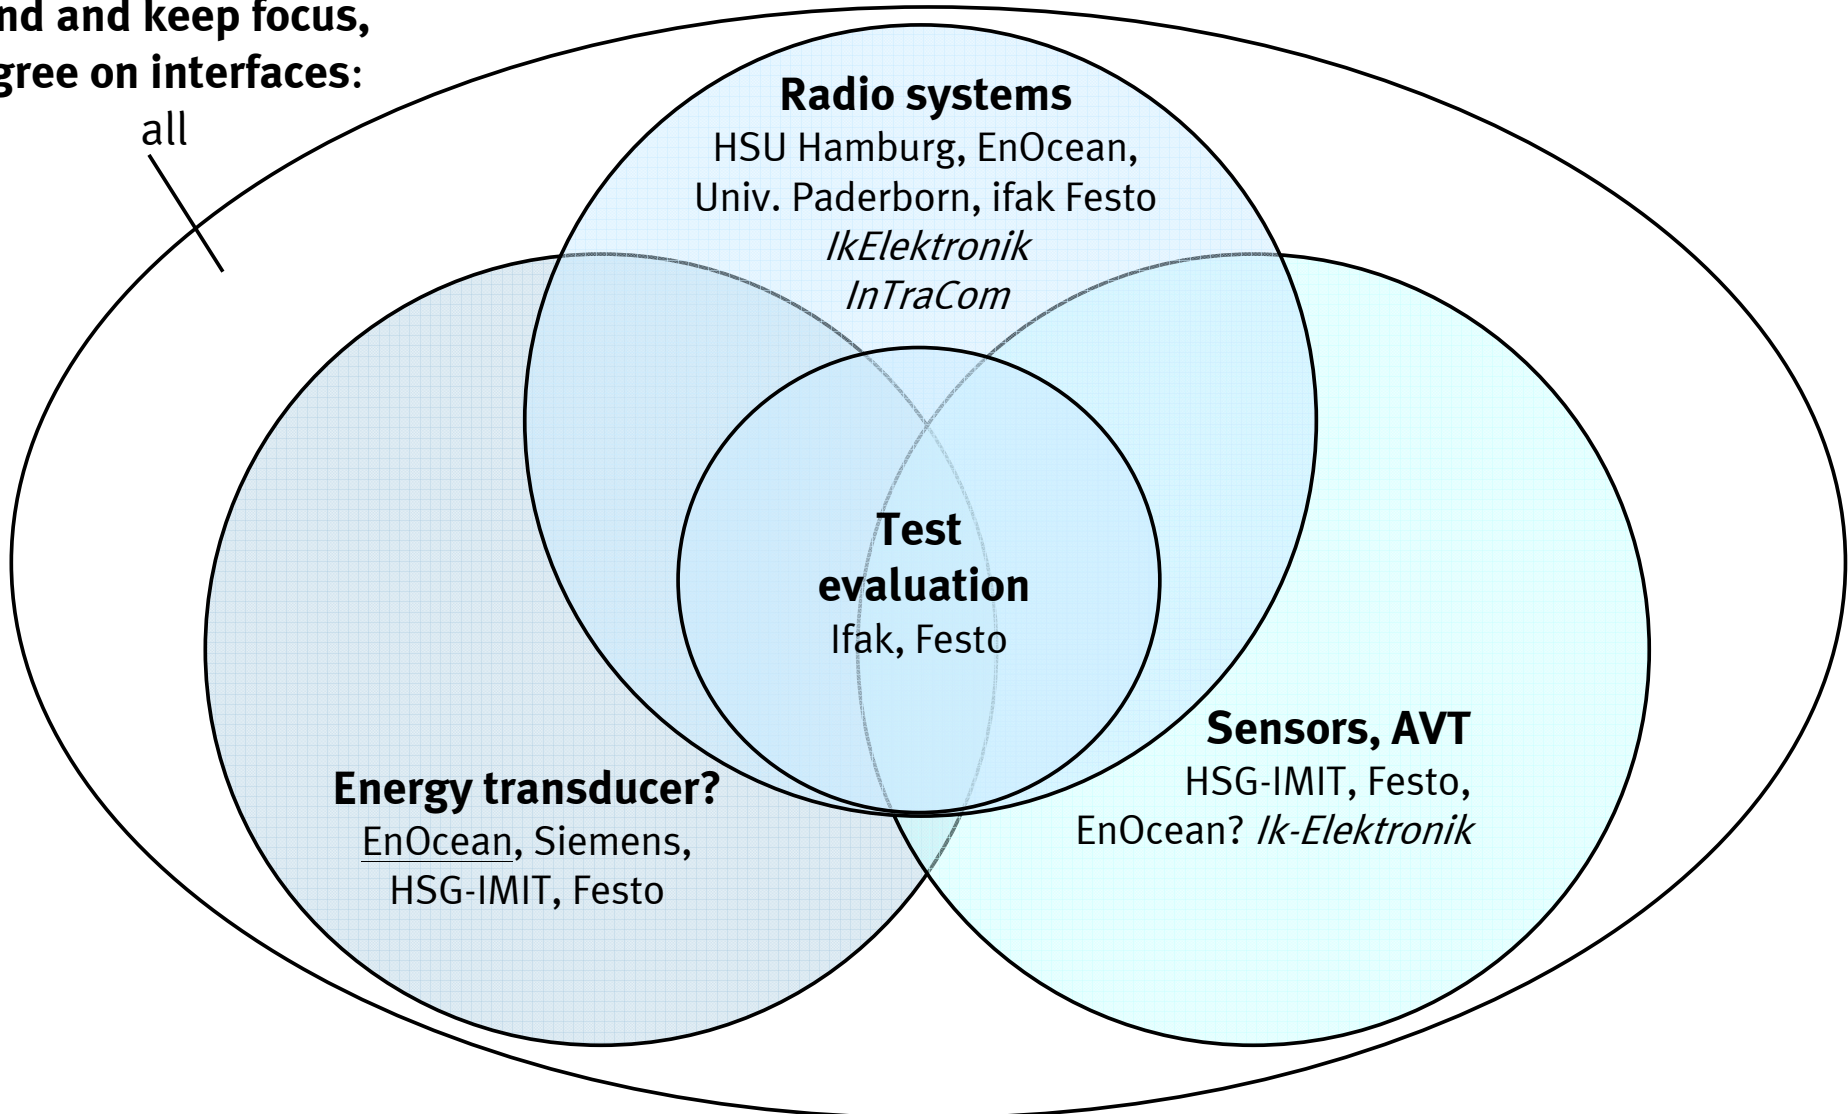 nd and keep focus,
gree on interfaces:
all
Radio systems
HSU Hamburg, EnOcean,
Univ. Paderborn, ifak Festo
IkElektronik
InTraCom
Test
evaluation
Ifak, Festo
Energy transducer?
EnOcean, Siemens,
HSG-IMIT, Festo
Sensors, AVT
HSG-IMIT, Festo,
EnOcean? Ik-Elektronik